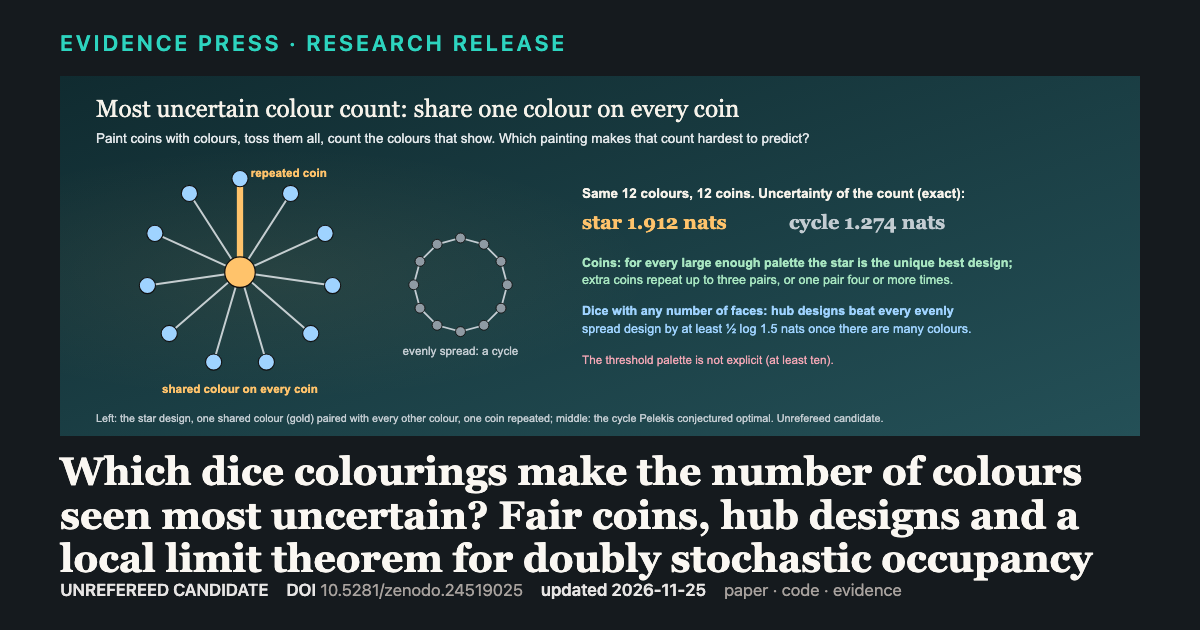 EVIDENCE PRESS · RESEARCH RELEASE
Most uncertain colour count: share one colour on every coin
Paint coins with colours, toss them all, count the colours that show. Which painting makes that count hardest to predict?
repeated coin
shared colour on every coin
evenly spread: a cycle
Same 12 colours, 12 coins. Uncertainty of the count (exact):
star 1.912 nats cycle 1.274 nats
Coins: for every large enough palette the star is the unique best design;
extra coins repeat up to three pairs, or one pair four or more times.
Dice with any number of faces: hub designs beat every evenly
spread design by at least ½ log 1.5 nats once there are many colours.
The threshold palette is not explicit (at least ten).
Left: the star design, one shared colour (gold) paired with every other colour, one coin repeated; middle: the cycle Pelekis conjectured optimal. Unrefereed candidate.
Which dice colourings make the number of colours
seen most uncertain? Fair coins, hub designs and a
local limit theorem for doubly stochastic occupancy
UNREFEREED CANDIDATE DOI 10.5281/zenodo.24519025 updated 2026-11-25 paper · code · evidence